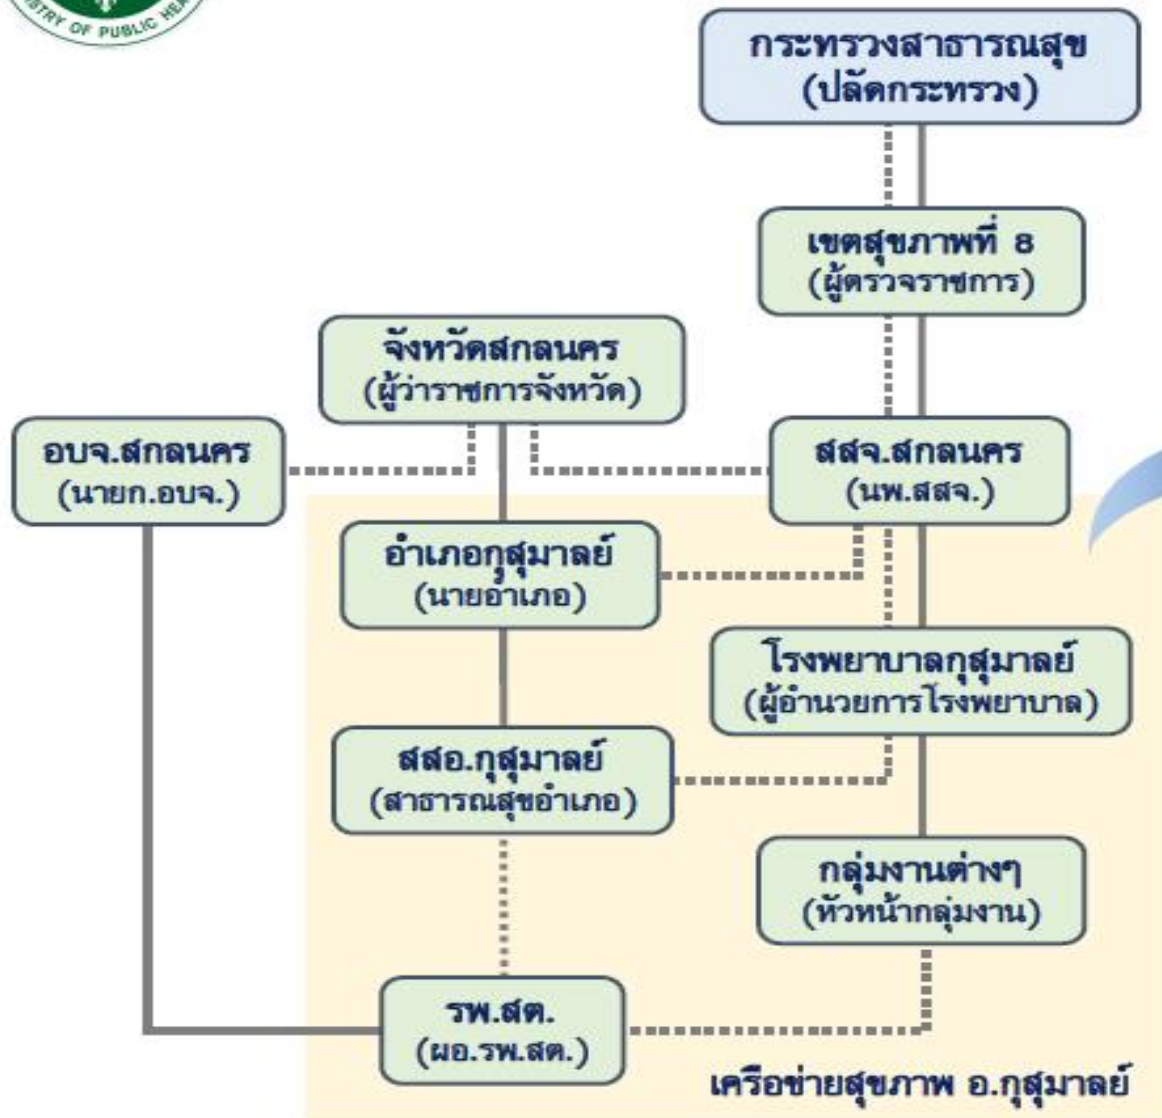 MINISTRY OF PUBLIC HEA
กระทรวงสาธารณสุข
(ปลัดกระทรวง)
เขตสุขภาพที่ 8
(ผู้ตรวจราชการ)
จังหวัดสกลนคร
(ผู้ว่าราชการจังหวัด)
อบจ.สกลนคร
(นายก.อบจ.)
สสจ.สกลนคร
(นพ.สสจ.)
อำเภอกุสุมาลย์
(นายอำเภอ)
โรงพยาบาลกุสุมาลย์
(ผู้อำนวยการโรงพยาบาล)
สสอ.กุสุมาลย์
(สาธารณสุขอำเภอ)
กลุ่มงานต่างๆ
(หัวหน้ากลุ่มงาน)
รพ.สต.
(ผอ.รพ.สต.)
เครือข่ายสุขภาพ อ.กุสุมาลย์